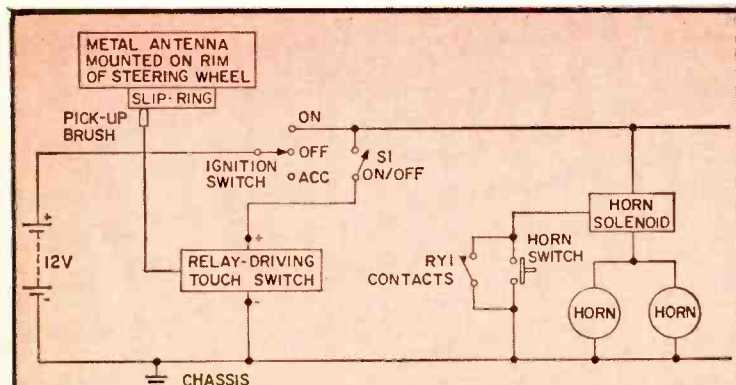 METAL ANTENNA
MOUNTED ON RIM
OF STEERING WHEEL
SLIP-RING
PICK-UP
BRUSH
ON
OFF
ACC
IGNITION
SWITCH
S1
ON/OFF
+
12V
-
+
RELAY-DRIVING
TOUCH SWITCH
-
CHASSIS
RY1
CONTACTS
HORN
SWITCH
HORN
SOLENOID
HORN
HORN